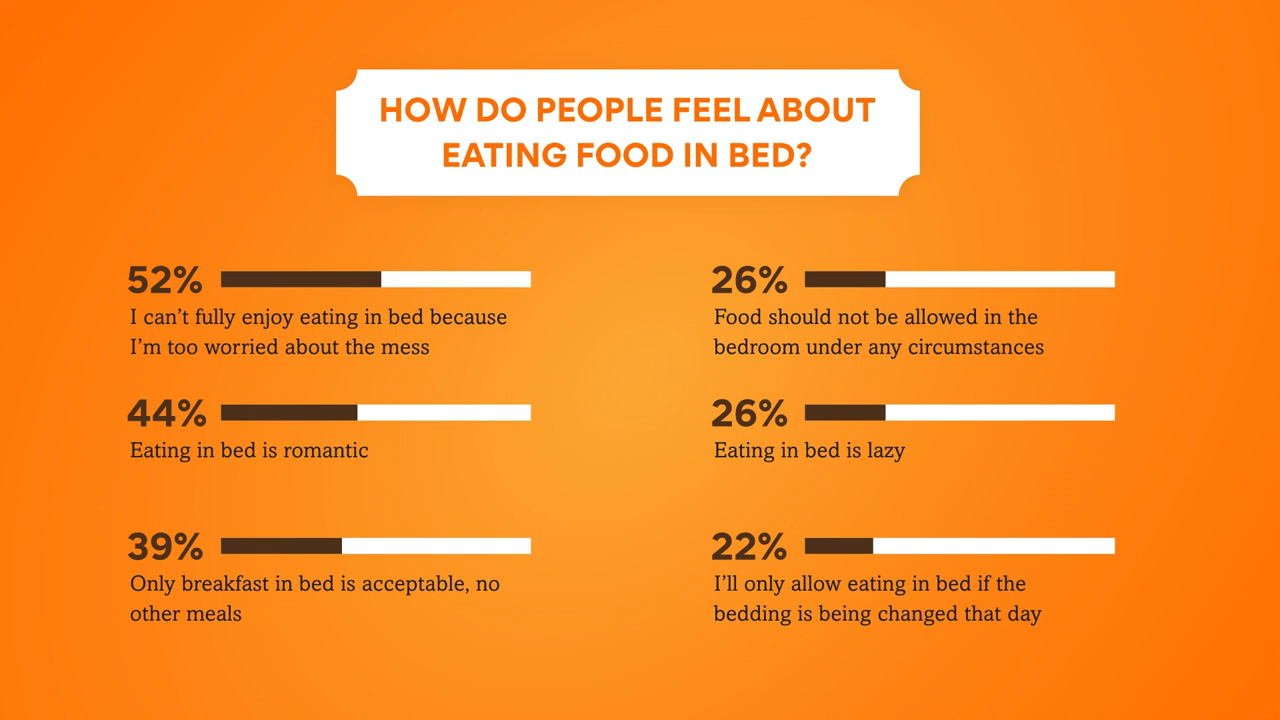 HOW DO PEOPLE FEEL ABOUT
EATING FOOD IN BED?
52%
I can’t fully enjoy eating in bed because
I’m too worried about the mess
44%
Eating in bed is romantic
39%
Only breakfast in bed is acceptable, no
other meals
26%
Food should not be allowed in the
bedroom under any circumstances
26%
Eating in bed is lazy
22%
I’ll only allow eating in bed if the
bedding is being changed that day